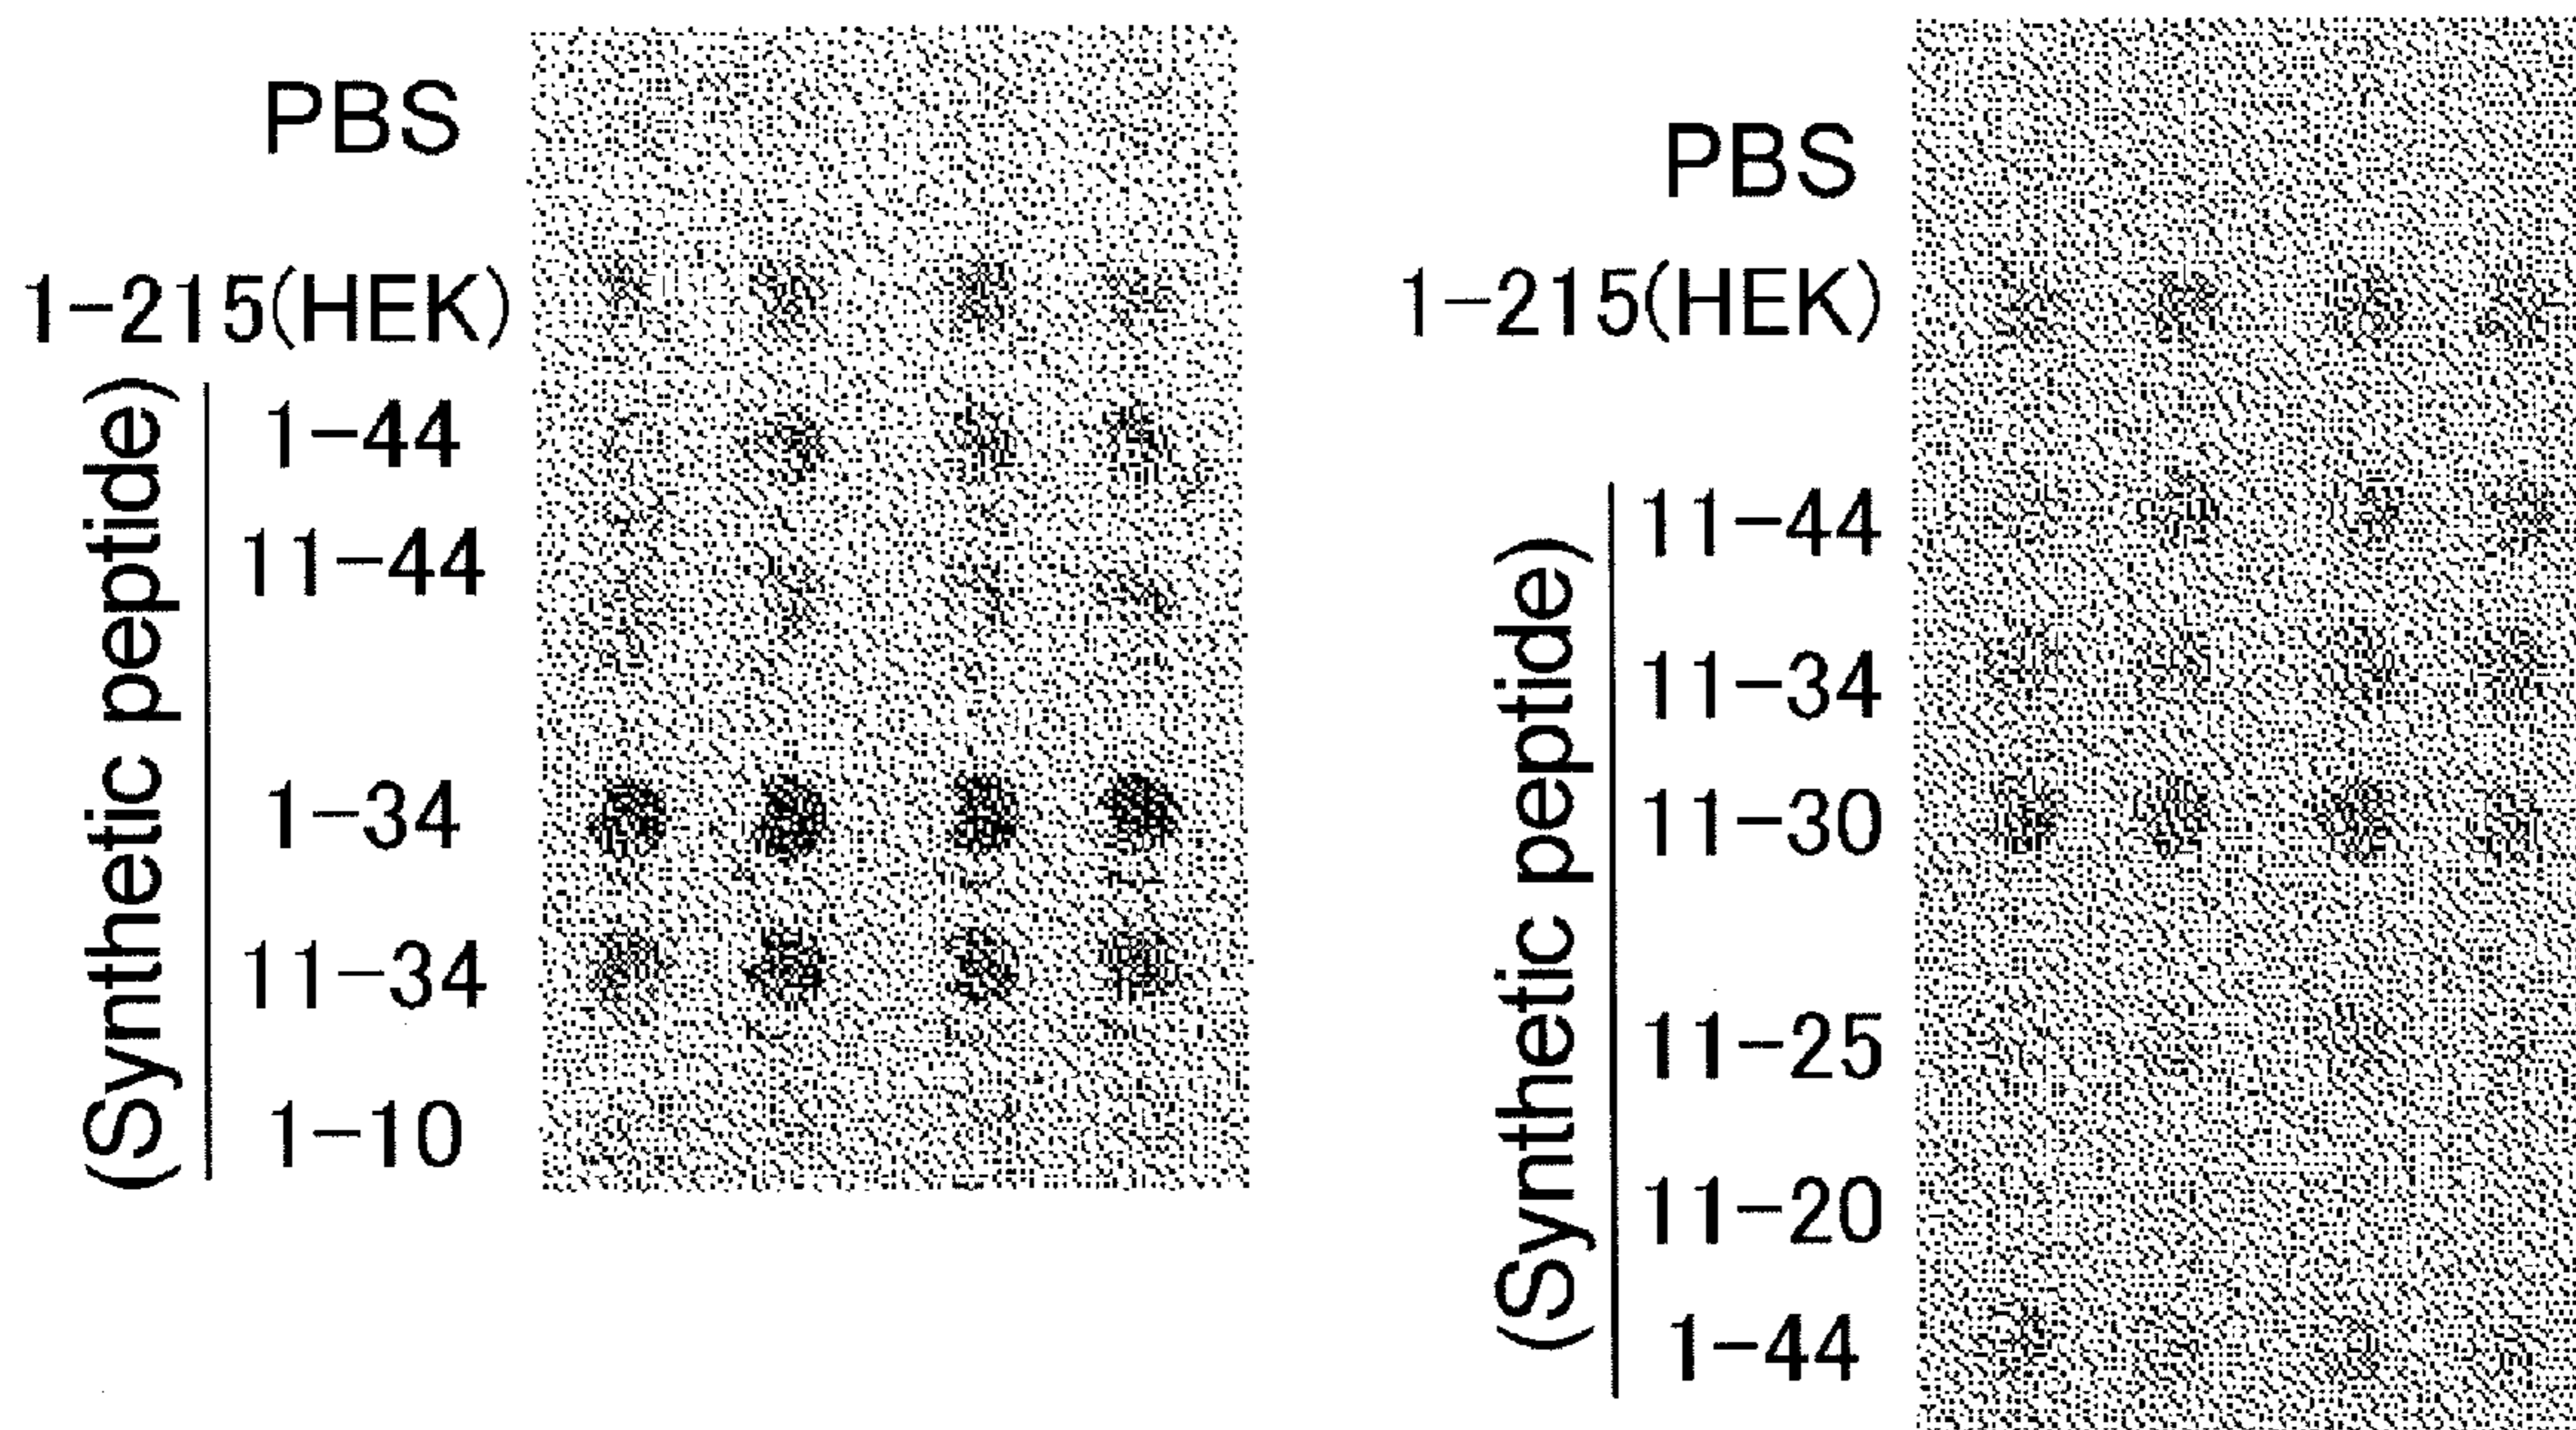 PBS
1-215(HEK)
(Synthetic peptide)
1-44
11-44
1-34
11-34
1-10
PBS
1-215(HEK)
(Synthetic peptide)
11-44
11-34
11-30
11-25
11-20
1-44